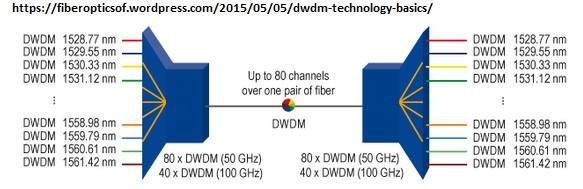 https://fiberopticsof.wordpress.com/2015/05/05/dwdm-technology-basics/
DWDM 1528.77 nm
DWDM 1529.55 nm
DWDM 1530.33 nm
DWDM 1531.12 nm
...
DWDM 1558.98 nm
DWDM 1559.79 nm
DWDM 1560.61 nm
DWDM 1561.42 nm
80 x DWDM (50 GHz)
40 x DWDM (100 GHz)
Up to 80 channels
over one pair of fiber
DWDM
80 x DWDM (50 GHz)
40 x DWDM (100 GHz)
DWDM 1528.77 nm
DWDM 1529.55 nm
DWDM 1530.33 nm
DWDM 1531.12 nm
...
DWDM 1558.98 nm
DWDM 1559.79 nm
DWDM 1560.61 nm
DWDM 1561.42 nm